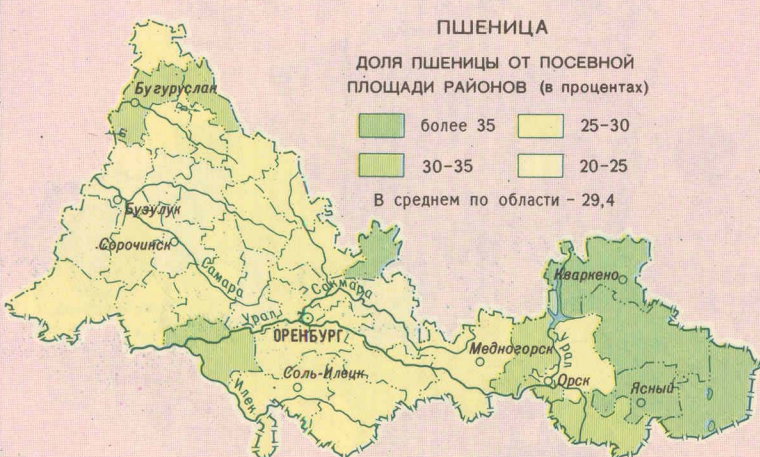 ПШЕНИЦА
ДОЛЯ ПШЕНИЦЫ ОТ ПОСЕВНОЙ
ПЛОЩАДИ РАЙОНОВ (в процентах)
более 35
25–30
30–35
20–25
В среднем по области – 29,4
Бугуруслан
Бузулук
Сорочинск
Самара
Сакмара
Урал
ОРЕНБУРГ
Соль-Илецк
Илек
Кваркено
Медногорск
Урал
Орск
Ясный